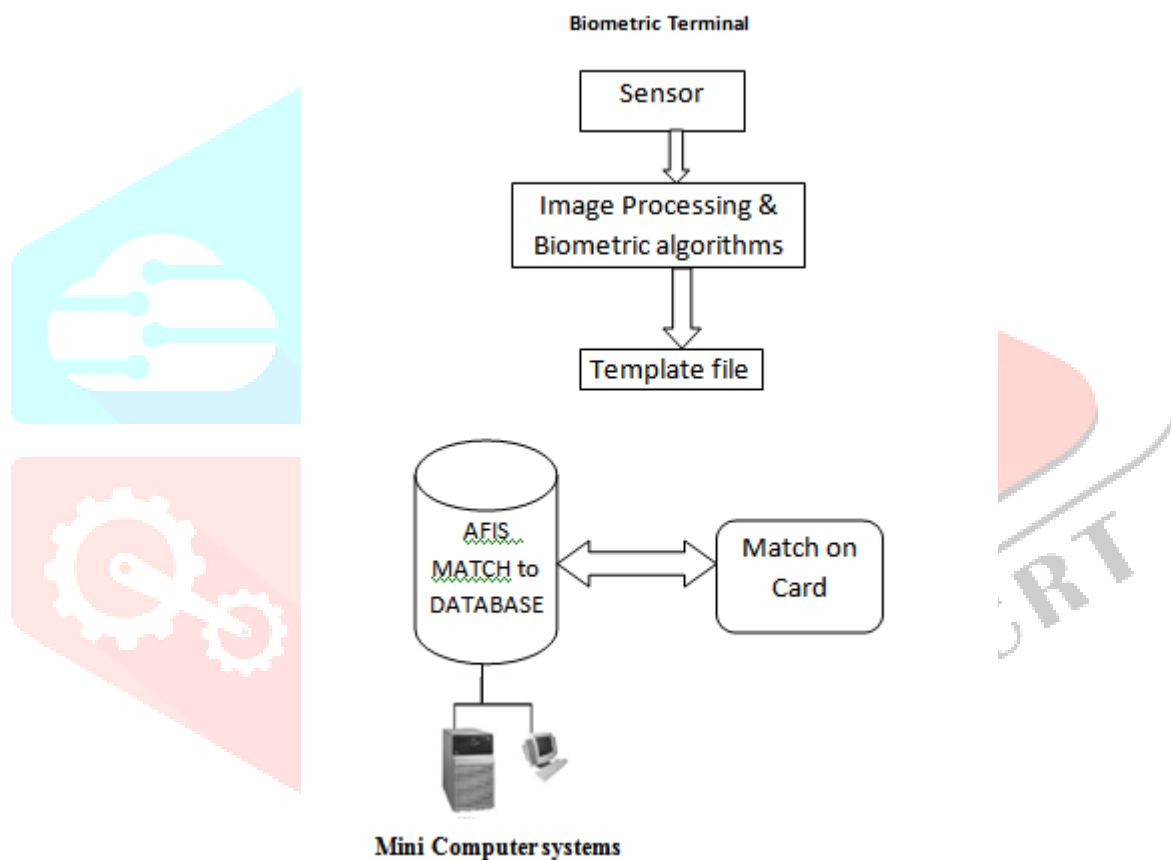 Biometric Terminal
Sensor
Image Processing &
Biometric algorithms
Template file
AFIS
MATCH to
DATABASE
Match on
Card
CRT
Mini Computer systems